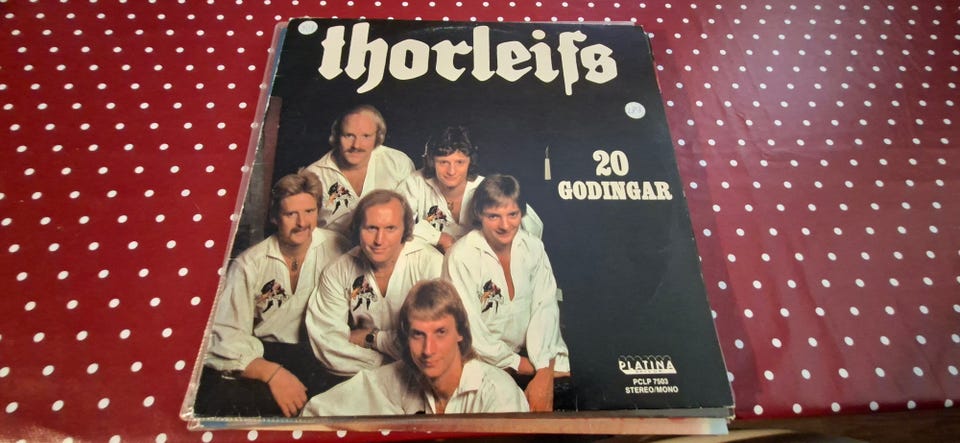 thorleifs
20
GODINGAR
PLATINA
PCLP 7503
STEREO/MONO